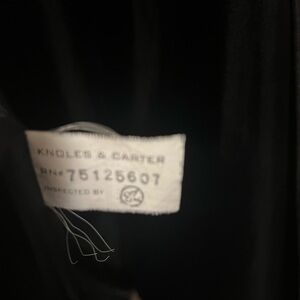 KNOLES & CARTER
RN# 75125607
INSPECTED BY